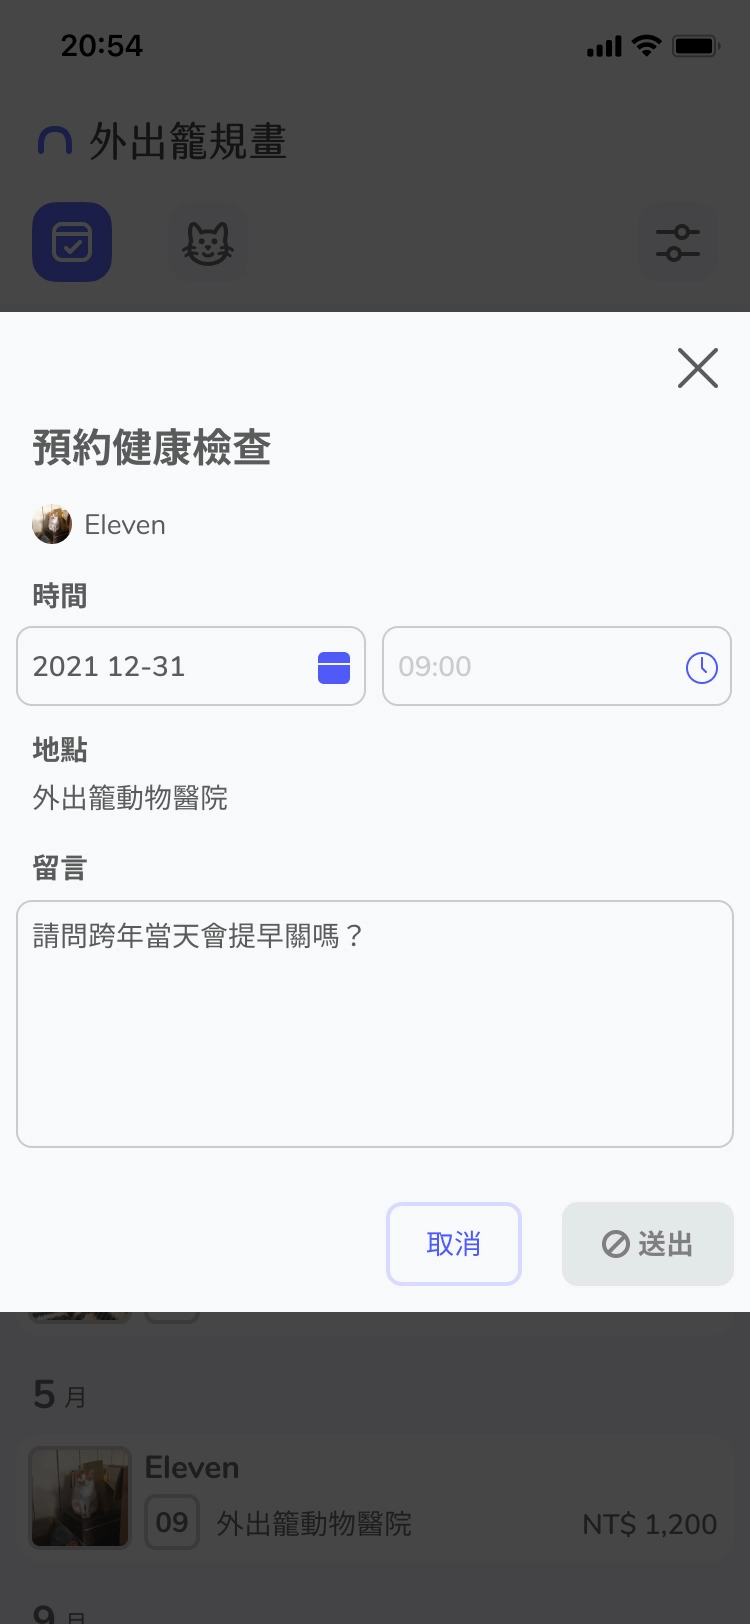 20:54
外出籠規畫
預約健康檢查
Eleven
時間
2021 12-31
09:00
地點
外出籠動物醫院
留言
請問跨年當天會提早關嗎？
取消
送出
5 月
Eleven
09 外出籠動物醫院 NT$ 1,200
9 月